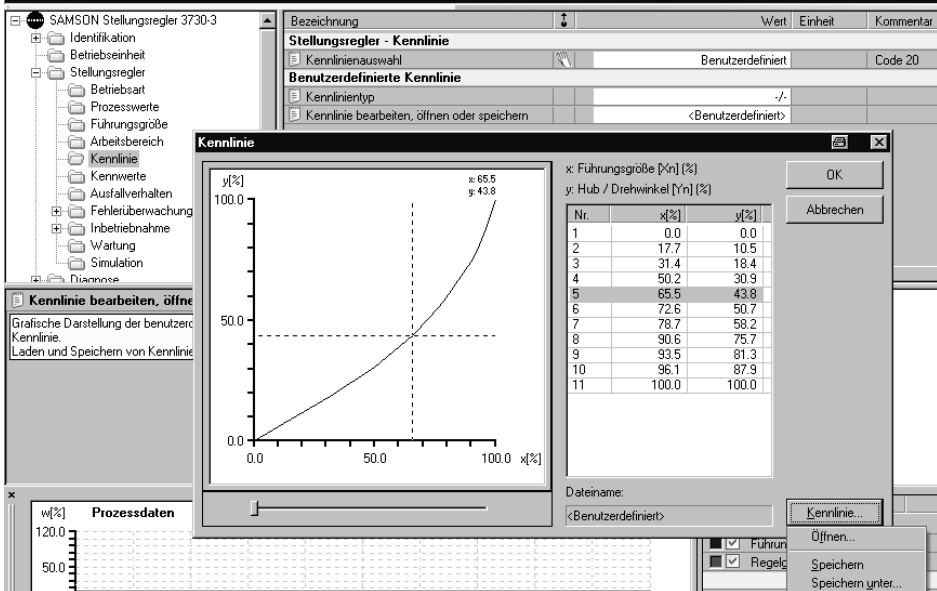 SAMSON Stellungsregler 3730-3
Identifikation
Betriebseinheit
Stellungsregler
Betriebsart
Prozesswerte
Führungsgröße
Arbeitsbereich
Kennlinie
Kennwerte
Ausfallverhalten
Fehlerüberwachung
Inbetriebnahme
Wartung
Simulation
Diagnose
Bezeichnung Wert Einheit Kommentar
Stellungsregler - Kennlinie
Kennlinienauswahl Benutzerdefiniert Code 20
Benutzerdefinierte Kennlinie
Kennlinientyp -/-
Kennlinie bearbeiten, öffnen oder speichern <Benutzerdefiniert>
Kennlinie bearbeiten, öffne
Grafische Darstellung der benutzerd
Kennlinie.
Laden und Speichern von Kennlinie
Kennlinie
y[%]
x: 65.5
y: 43.8
100.0
50.0
0.0
0.0 50.0 100.0 x[%]
x: Führungsgröße [Xn] (%)
y: Hub / Drehwinkel [Yn] (%)
Nr. x[%] y[%]
1 0.0 0.0
2 17.7 10.5
3 31.4 18.4
4 50.2 30.9
5 65.5 43.8
6 72.6 50.7
7 78.7 58.2
8 90.6 75.7
9 93.5 81.3
10 96.1 87.9
11 100.0 100.0
Dateiname:
<Benutzerdefiniert>
OK
Abbrechen
Kennlinie...
Öffnen...
Speichern
Speichern unter...
w[%] Prozessdaten
120.0
50.0
Führun
Regelg